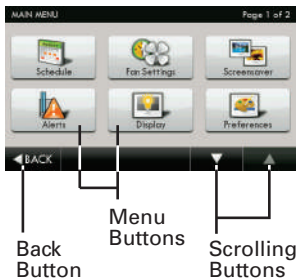 MAIN MENU Page 1 of 2
Schedule Fan Settings Screensaver
Alerts Display Preferences
BACK
Menu
Buttons
Back
Button
Scrolling
Buttons